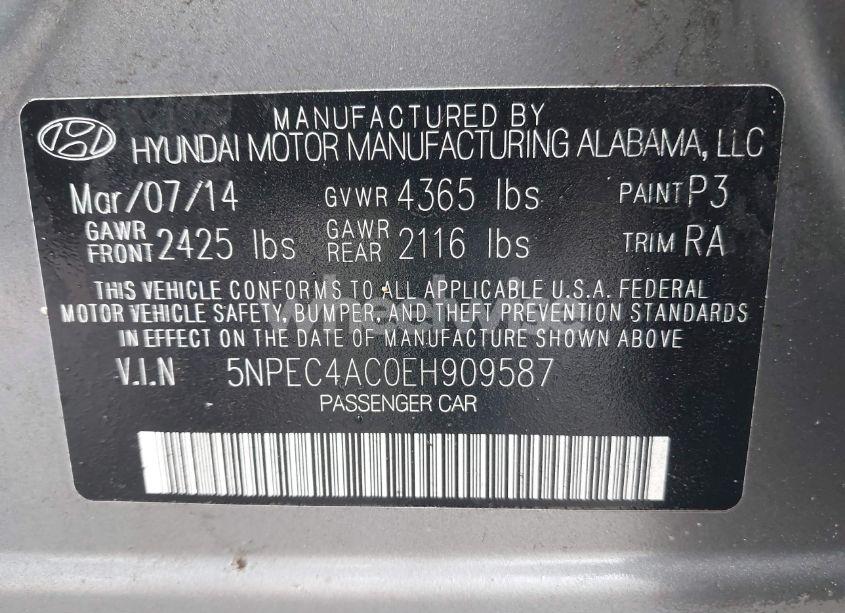 MANUFACTURED BY
HYUNDAI MOTOR MANUFACTURING ALABAMA, LLC
Mar/07/14 GVWR 4365 lbs PAINT P3
GAWR FRONT 2425 lbs GAWR REAR 2116 lbs TRIM RA
THIS VEHICLE CONFORMS TO ALL APPLICABLE U.S.A. FEDERAL
MOTOR VEHICLE SAFETY, BUMPER, AND THEFT PREVENTION STANDARDS
IN EFFECT ON THE DATE OF MANUFACTURE SHOWN ABOVE
V.I.N 5NPEC4AC0EH909587
PASSENGER CAR